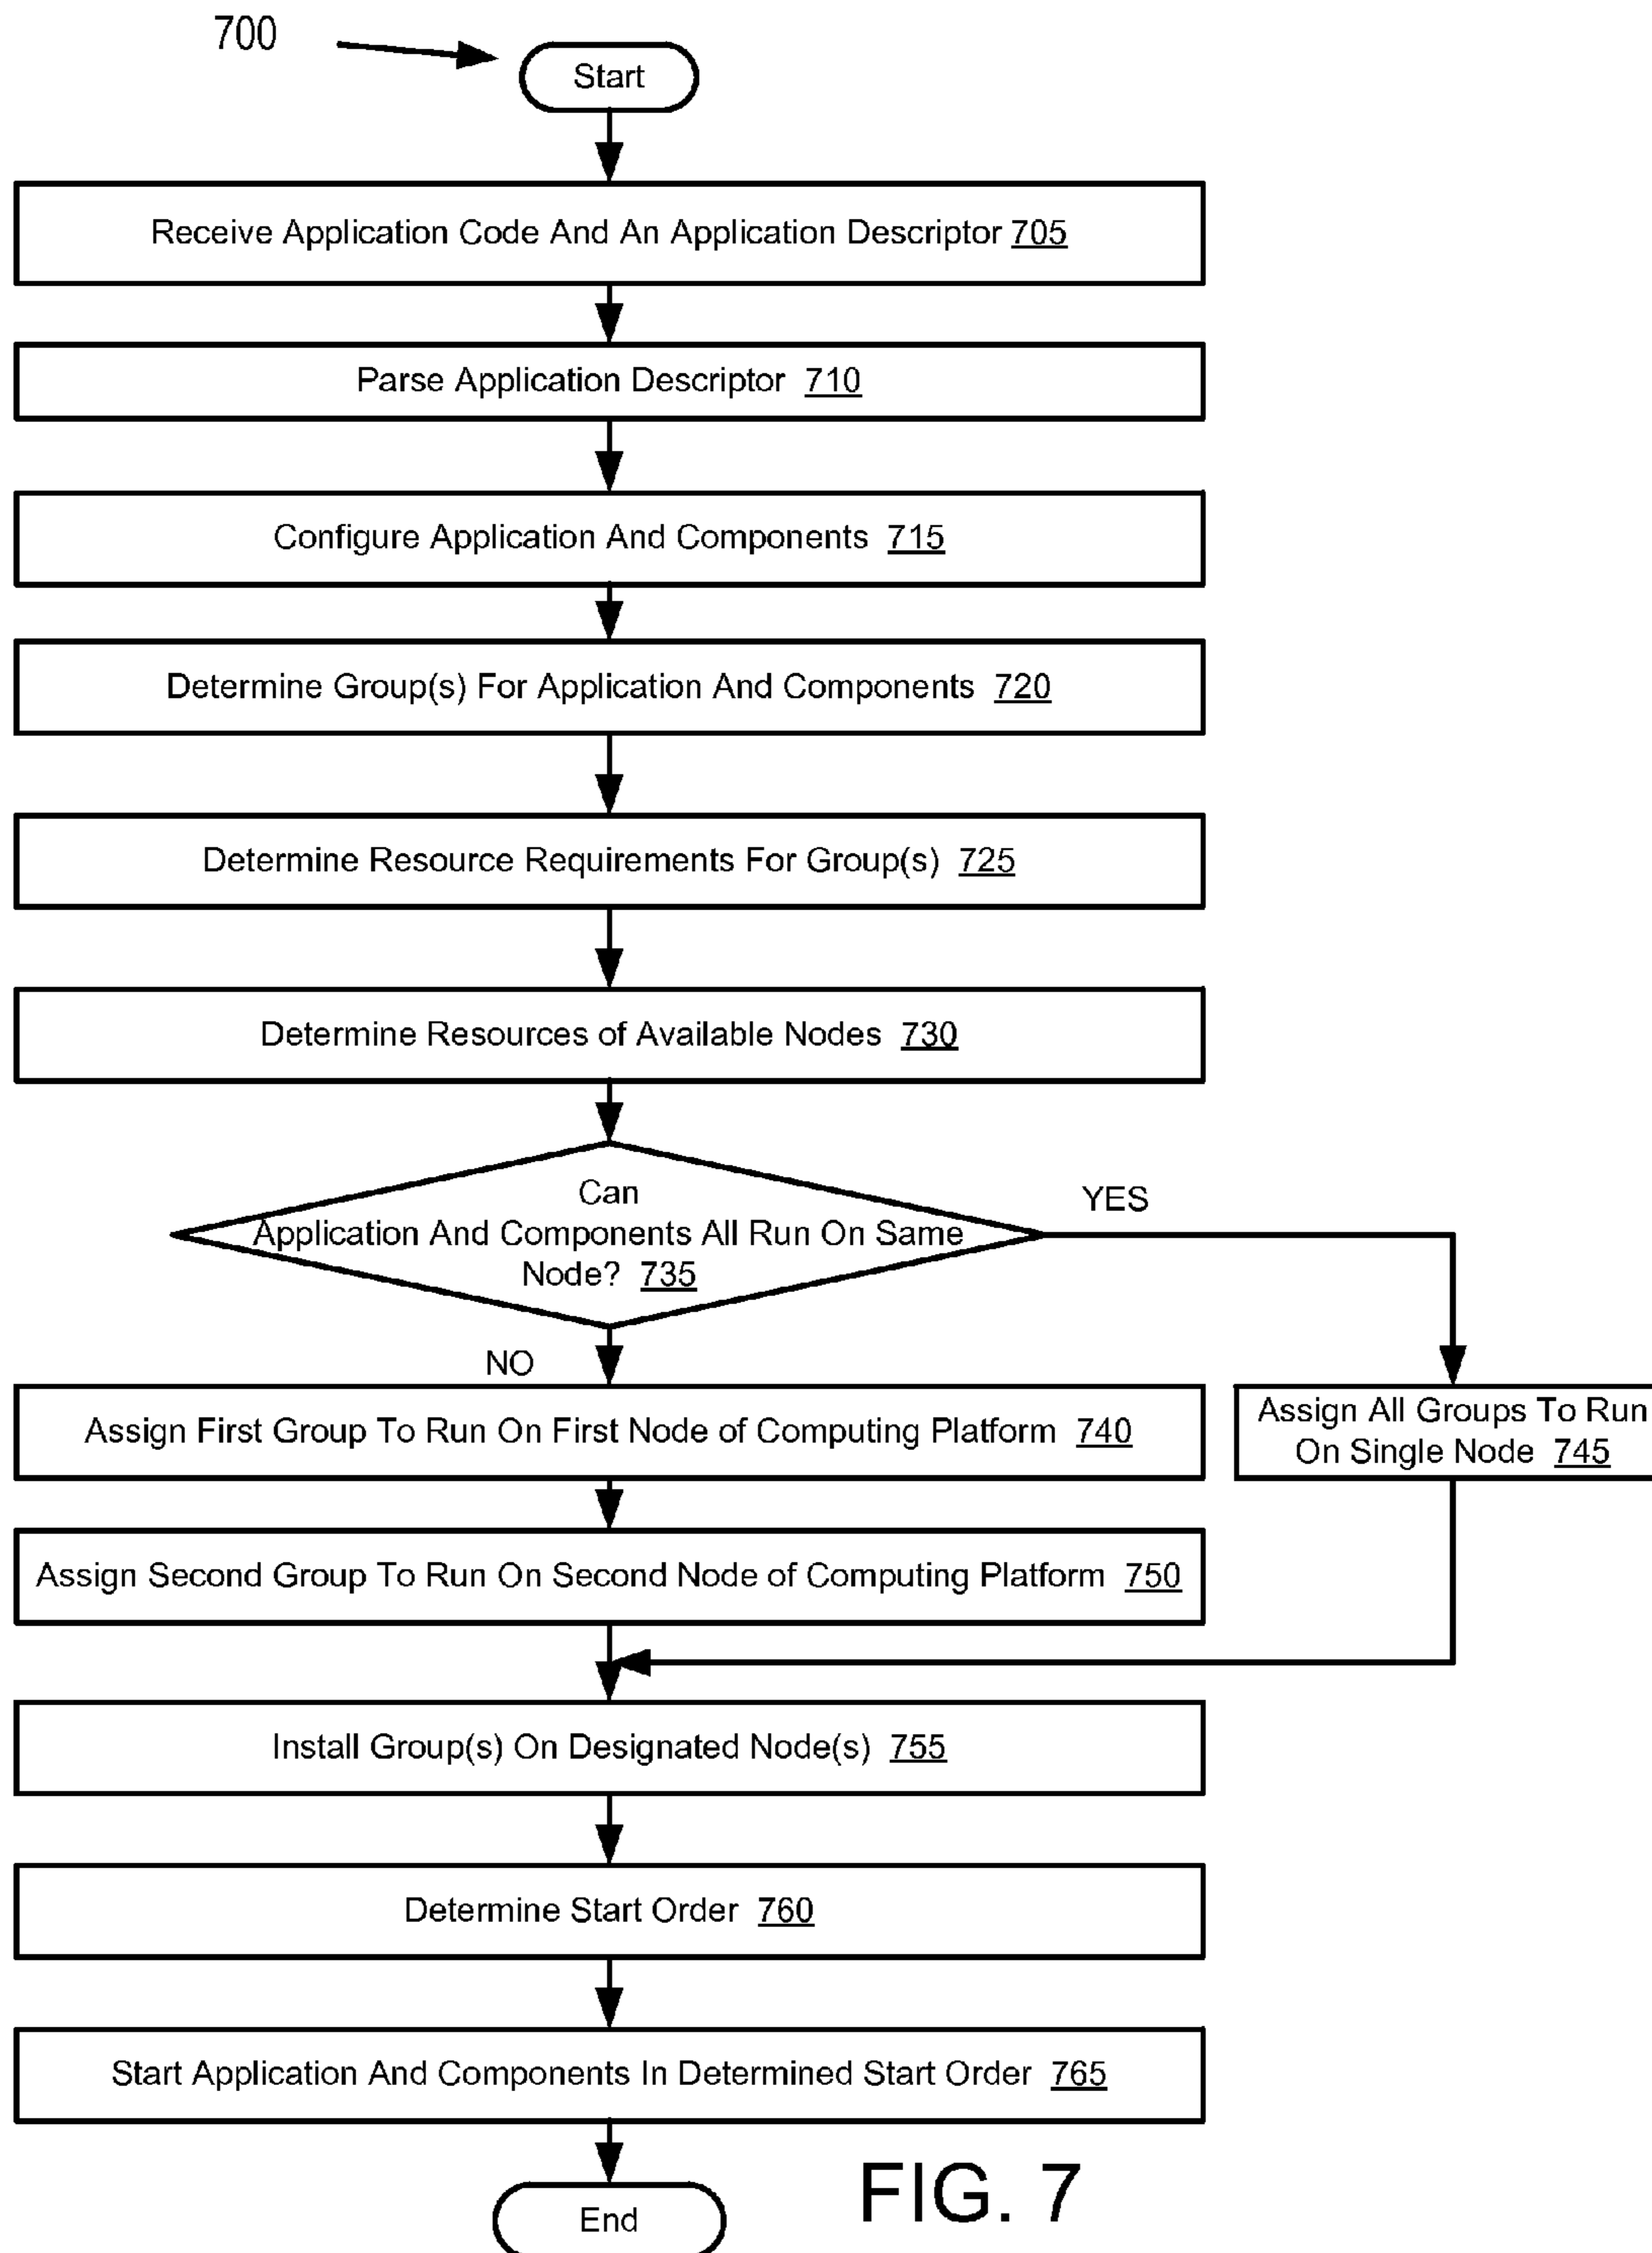 700
Start
Receive Application Code And An Application Descriptor 705
Parse Application Descriptor 710
Configure Application And Components 715
Determine Group(s) For Application And Components 720
Determine Resource Requirements For Group(s) 725
Determine Resources of Available Nodes 730
Can
Application And Components All Run On Same
Node? 735
YES
NO
Assign First Group To Run On First Node of Computing Platform 740
Assign All Groups To Run
On Single Node 745
Assign Second Group To Run On Second Node of Computing Platform 750
Install Group(s) On Designated Node(s) 755
Determine Start Order 760
Start Application And Components In Determined Start Order 765
End
FIG. 7